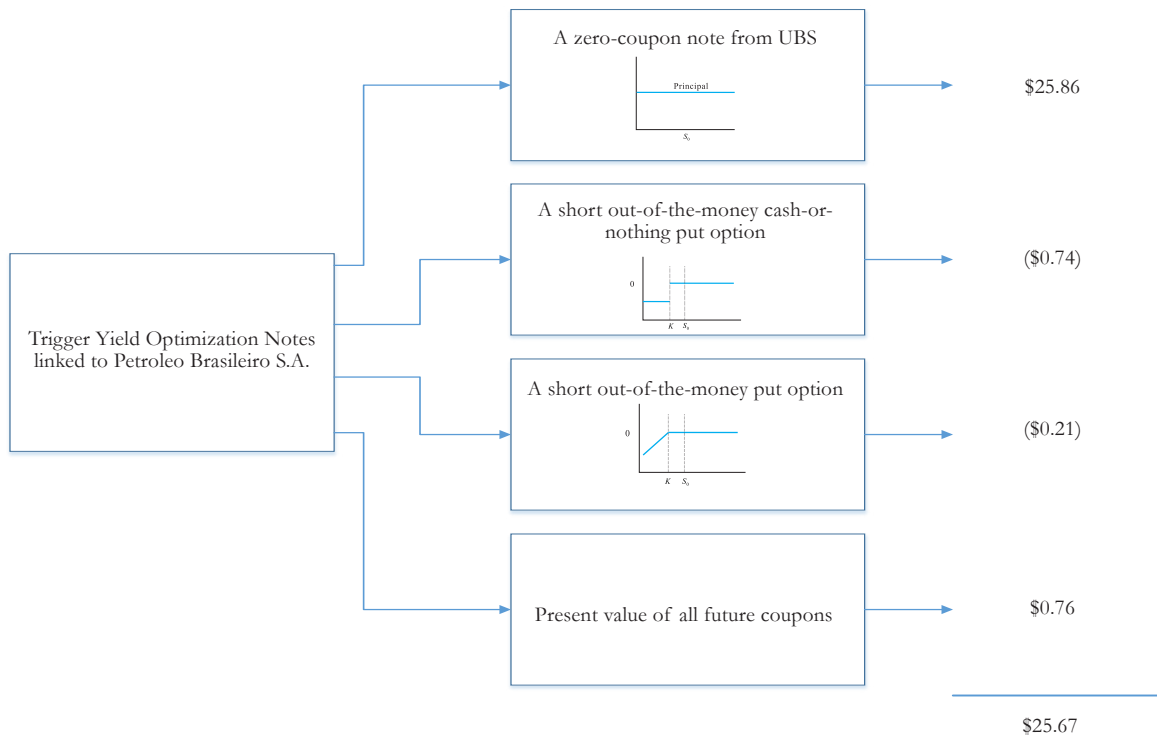 A zero-coupon note from UBS
Principal
S₀
$25.86
A short out-of-the-money cash-or-
nothing put option
0
K S₀
($0.74)
Trigger Yield Optimization Notes
linked to Petroleo Brasileiro S.A.
A short out-of-the-money put option
0
K S₀
($0.21)
Present value of all future coupons
$0.76
$25.67